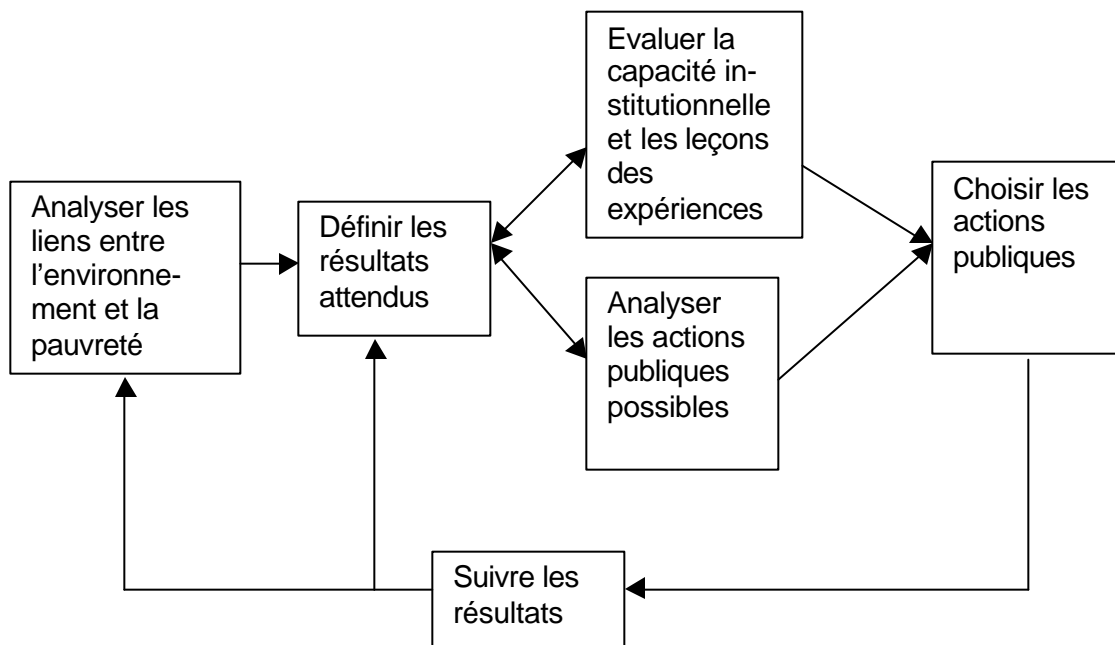 Analyser les
liens entre
l'environne-
ment et la
pauvreté
Définir les
résultats
attendus
Evaluer la
capacité in-
stitutionnelle
et les leçons
des
expériences
Analyser
les actions
publiques
possibles
Choisir les
actions
publiques
Suivre les
résultats